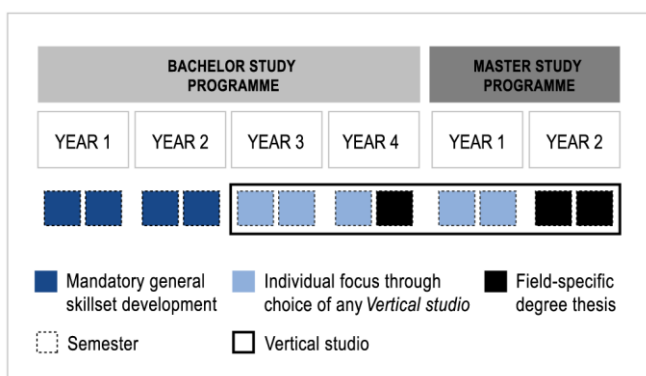 BACHELOR STUDY
PROGRAMME
MASTER STUDY
PROGRAMME
YEAR 1
YEAR 2
YEAR 3
YEAR 4
YEAR 1
YEAR 2
Mandatory general
skillset development
Individual focus through
choice of any Vertical studio
Field-specific
degree thesis
Semester
Vertical studio